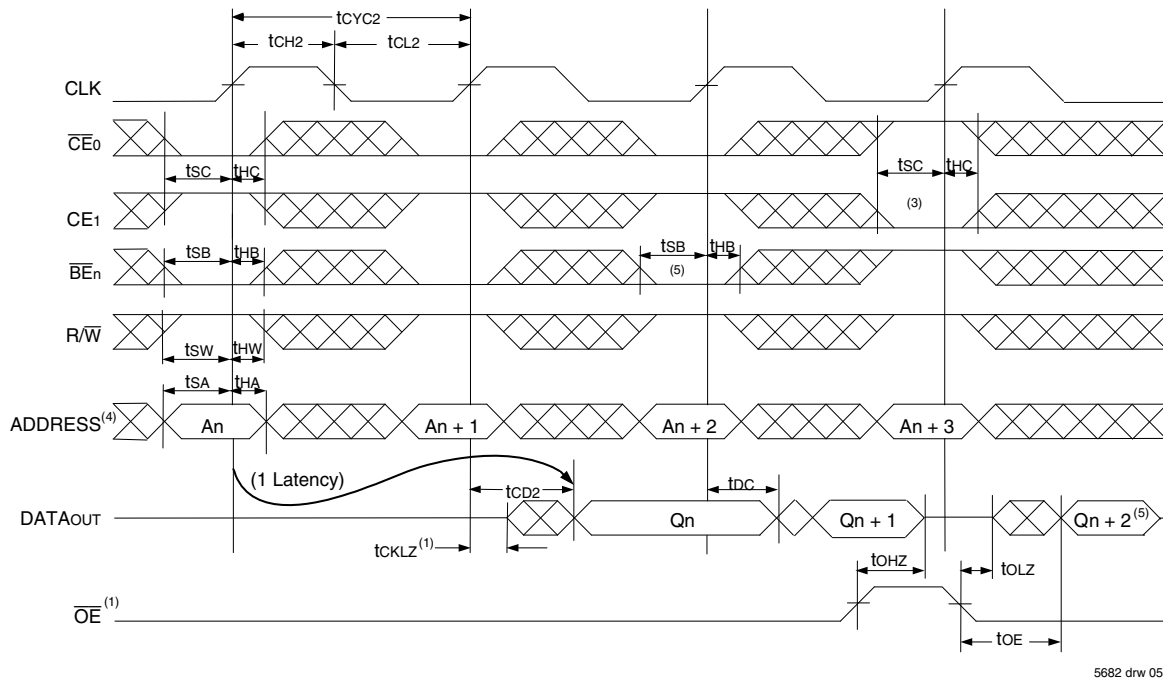 tCYC2
tCH2 tCL2
CLK
CE0
tSC tHC tSC tHC
CE1 (3)
tSB tHB tSB tHB
BEn (5)
R/W
tSW tHW
tSA tHA
ADDRESS(4) An An + 1 An + 2 An + 3
(1 Latency) tCD2 tDC
DATAOUT Qn Qn + 1 Qn + 2(5)
tCKLZ(1) tOHZ tOLZ
OE(1)
tOE
5682 drw 05